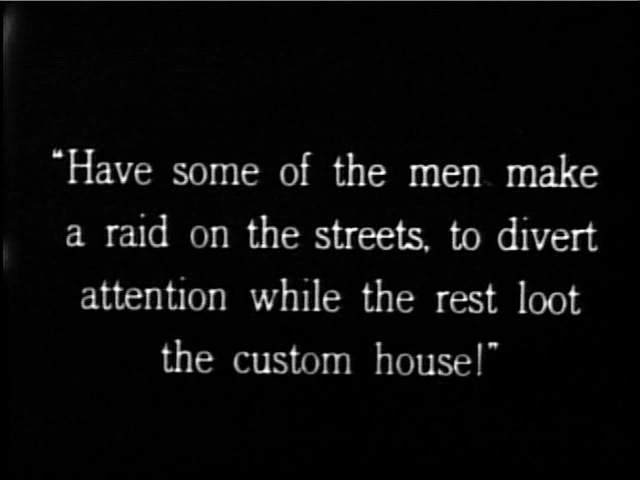 “Have some of the men make
a raid on the streets, to divert
attention while the rest loot
the custom house!”